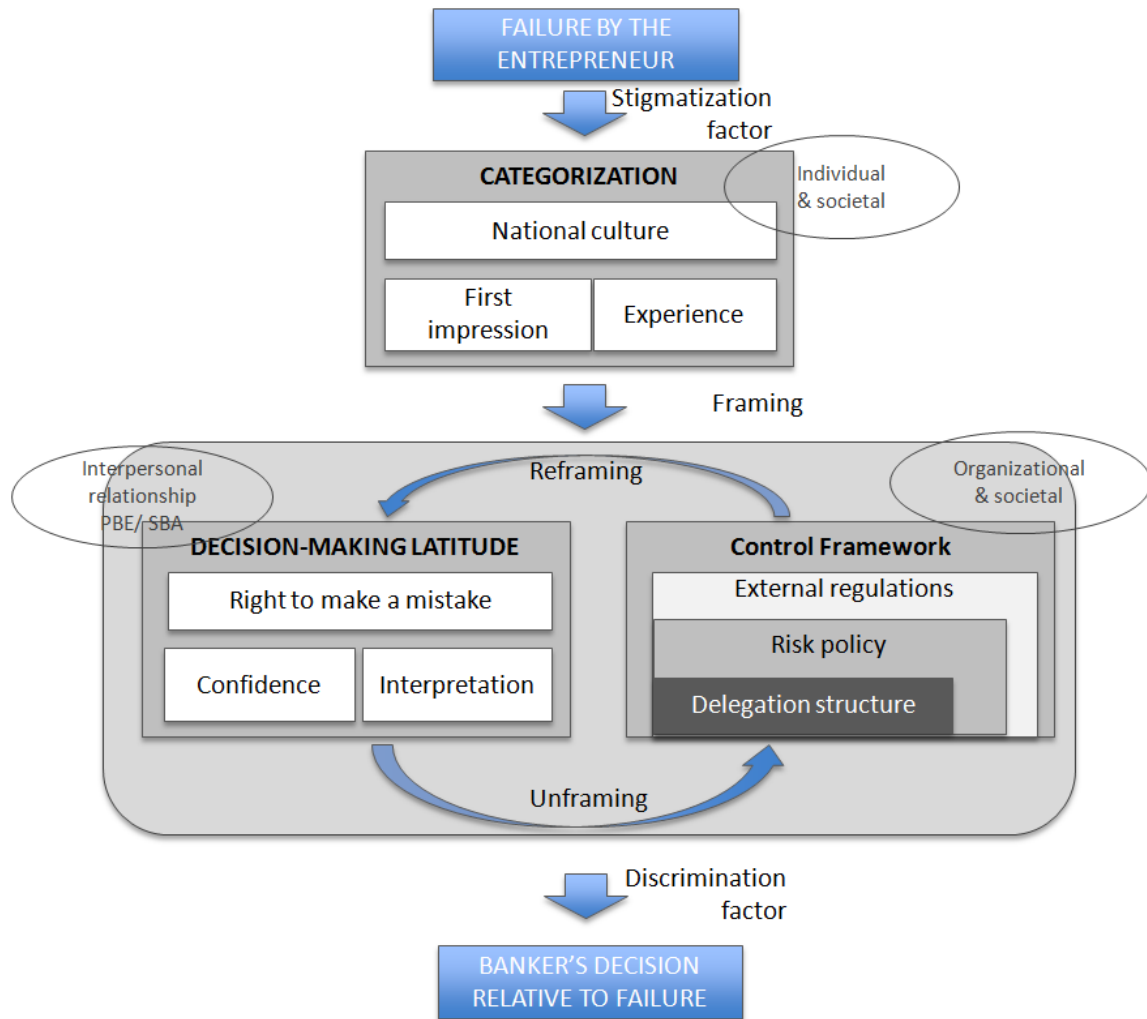 FAILURE BY THE
ENTREPRENEUR
Stigmatization
factor
CATEGORIZATION
Individual
& societal
National culture
First
impression
Experience
Framing
Interpersonal
relationship
PBE/ SBA
Reframing
Organizational
& societal
DECISION-MAKING LATITUDE
Control Framework
Right to make a mistake
External regulations
Confidence
Interpretation
Risk policy
Delegation structure
Unframing
Discrimination
factor
BANKER'S DECISION
RELATIVE TO FAILURE